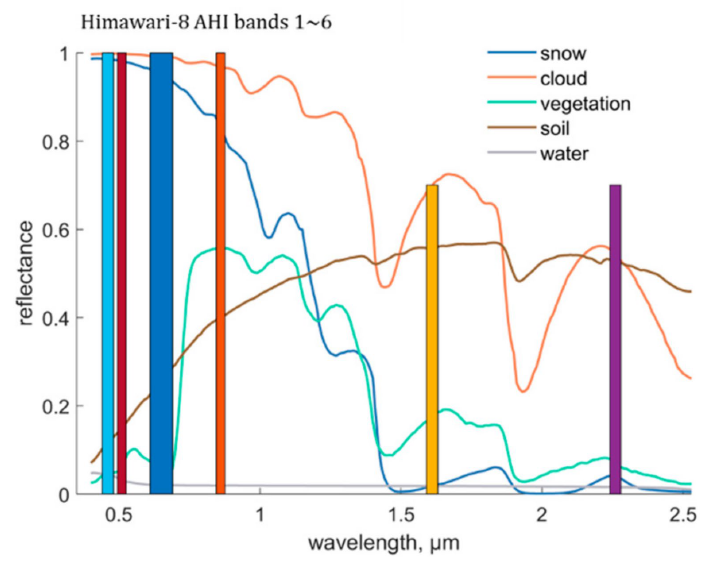 Himawari-8 AHI bands 1~6
snow
cloud
vegetation
soil
water
reflectance
1
0.8
0.6
0.4
0.2
0
0.5
1
1.5
2
2.5
wavelength, μm